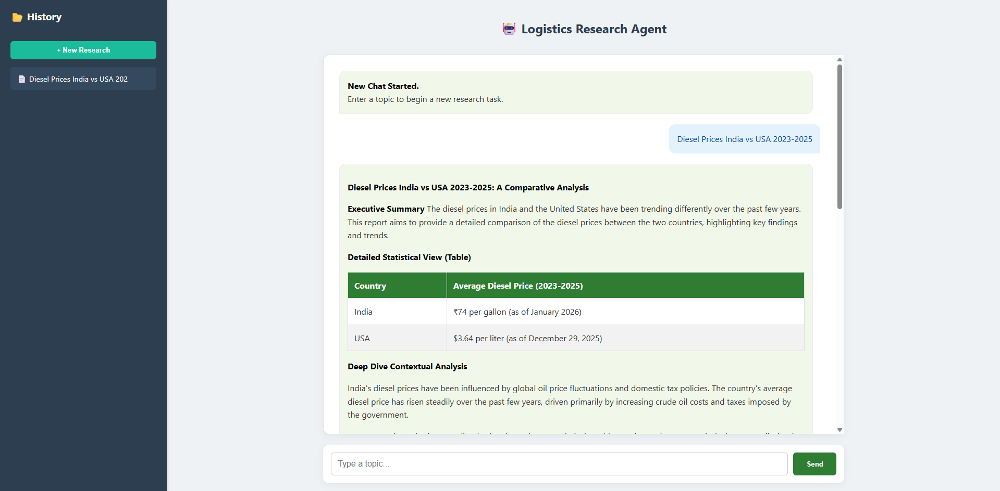 History
+ New Research
Diesel Prices India vs USA 202
Logistics Research Agent
New Chat Started.
Enter a topic to begin a new research task.
Diesel Prices India vs USA 2023-2025
Diesel Prices India vs USA 2023-2025: A Comparative Analysis
Executive Summary The diesel prices in India and the United States have been trending differently over the past few years.
This report aims to provide a detailed comparison of the diesel prices between the two countries, highlighting key findings
and trends.
Detailed Statistical View (Table)
Country Average Diesel Price (2023-2025)
India ₹74 per gallon (as of January 2026)
USA $3.64 per liter (as of December 29, 2025)
Deep Dive Contextual Analysis
India's diesel prices have been influenced by global oil price fluctuations and domestic tax policies. The country's average
diesel price has risen steadily over the past few years, driven primarily by increasing crude oil costs and taxes imposed by
the government.
Type a topic...
Send